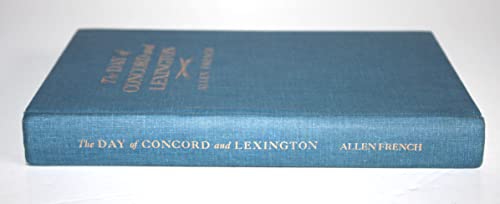 The DAY of
CONCORD and
LEXINGTON
ALLEN FRENCH
The DAY of CONCORD and LEXINGTON ALLEN FRENCH